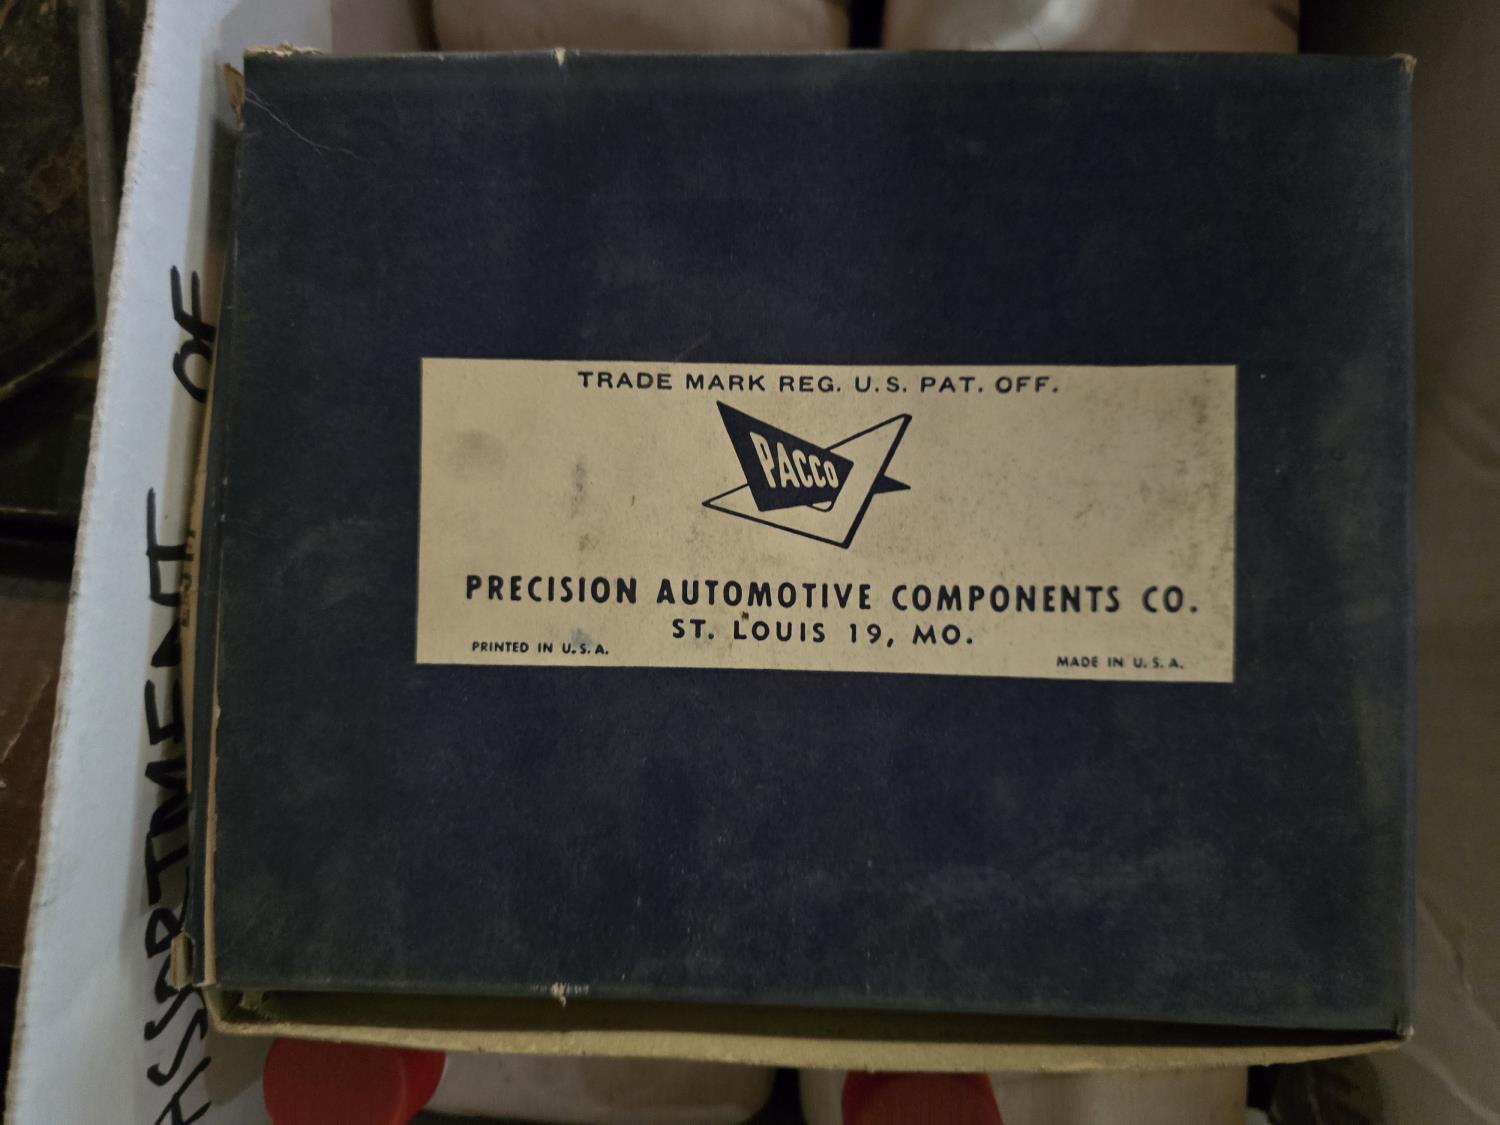 TRADE MARK REG. U.S. PAT. OFF.
PACCO
PRECISION AUTOMOTIVE COMPONENTS CO.
ST. LOUIS 19, MO.
PRINTED IN U.S.A.
MADE IN U.S.A.
ASSORTMENT OF